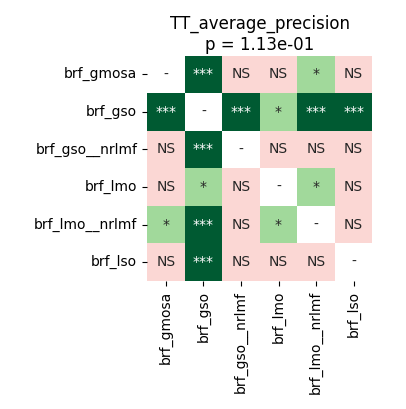 TT_average_precision
p = 1.13e-01
brf_gmosa - *** NS NS * NS
brf_gso *** - *** * *** ***
brf_gso__nrlmf NS *** - NS NS NS
brf_lmo NS * NS - * NS
brf_lmo__nrlmf * *** NS * - NS
brf_lso NS *** NS NS NS -
brf_gmosa
brf_gso
brf_gso__nrlmf
brf_lmo
brf_lmo__nrlmf
brf_lso